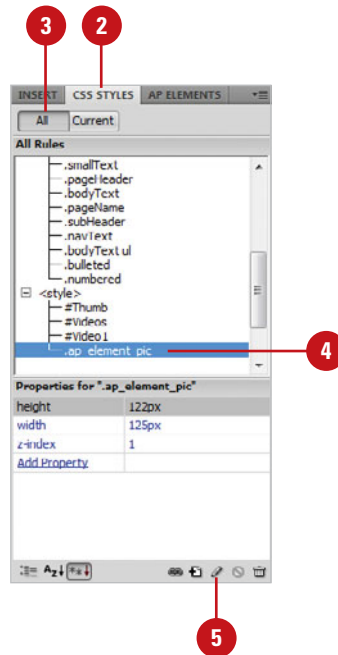 3 2
INSERT CSS STYLES AP ELEMENTS
All Current
All Rules
.smallText
.pageHeader
.bodyText
.pageName
.subHeader
.navText
.bodyText ul
.bulleted
.numbered
<style>
#Thumb
#Videos
#Video1
.ap_element_pic
4
Properties for ".ap_element_pic"
height 122px
width 125px
z-index 1
Add Property
Az↓ **↓
5